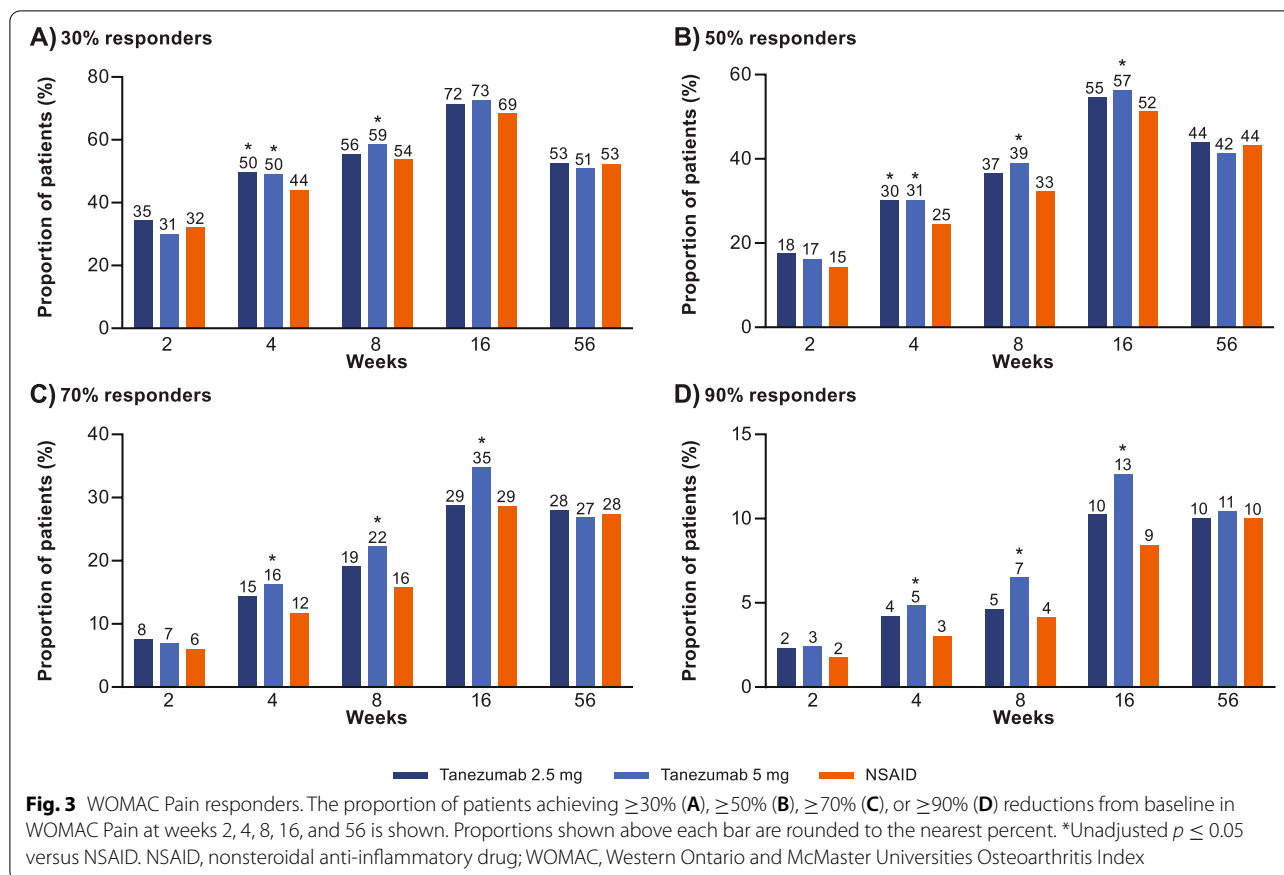 A) 30% responders
Proportion of patients (%)
80
60
40
20
0
35 31 32
* *
50 50 44
*
56 59 54
72 73 69
53 51 53
2 4 8 16 56
Weeks
B) 50% responders
Proportion of patients (%)
60
40
20
0
18 17 15
* *
30 31 25
*
37 39 33
*
55 57 52
44 42 44
2 4 8 16 56
Weeks
C) 70% responders
Proportion of patients (%)
40
30
20
10
0
8 7 6
*
15 16 12
*
19 22 16
*
29 35 29
28 27 28
2 4 8 16 56
Weeks
D) 90% responders
Proportion of patients (%)
15
10
5
0
2 3 2
*
4 5 3
*
5 7 4
*
10 13 9
10 11 10
2 4 8 16 56
Weeks
Tanezumab 2.5 mg Tanezumab 5 mg NSAID
Fig. 3 WOMAC Pain responders. The proportion of patients achieving ≥30% (A), ≥50% (B), ≥70% (C), or ≥90% (D) reductions from baseline in
WOMAC Pain at weeks 2, 4, 8, 16, and 56 is shown. Proportions shown above each bar are rounded to the nearest percent. *Unadjusted p ≤ 0.05
versus NSAID. NSAID, nonsteroidal anti-inflammatory drug; WOMAC, Western Ontario and McMaster Universities Osteoarthritis Index